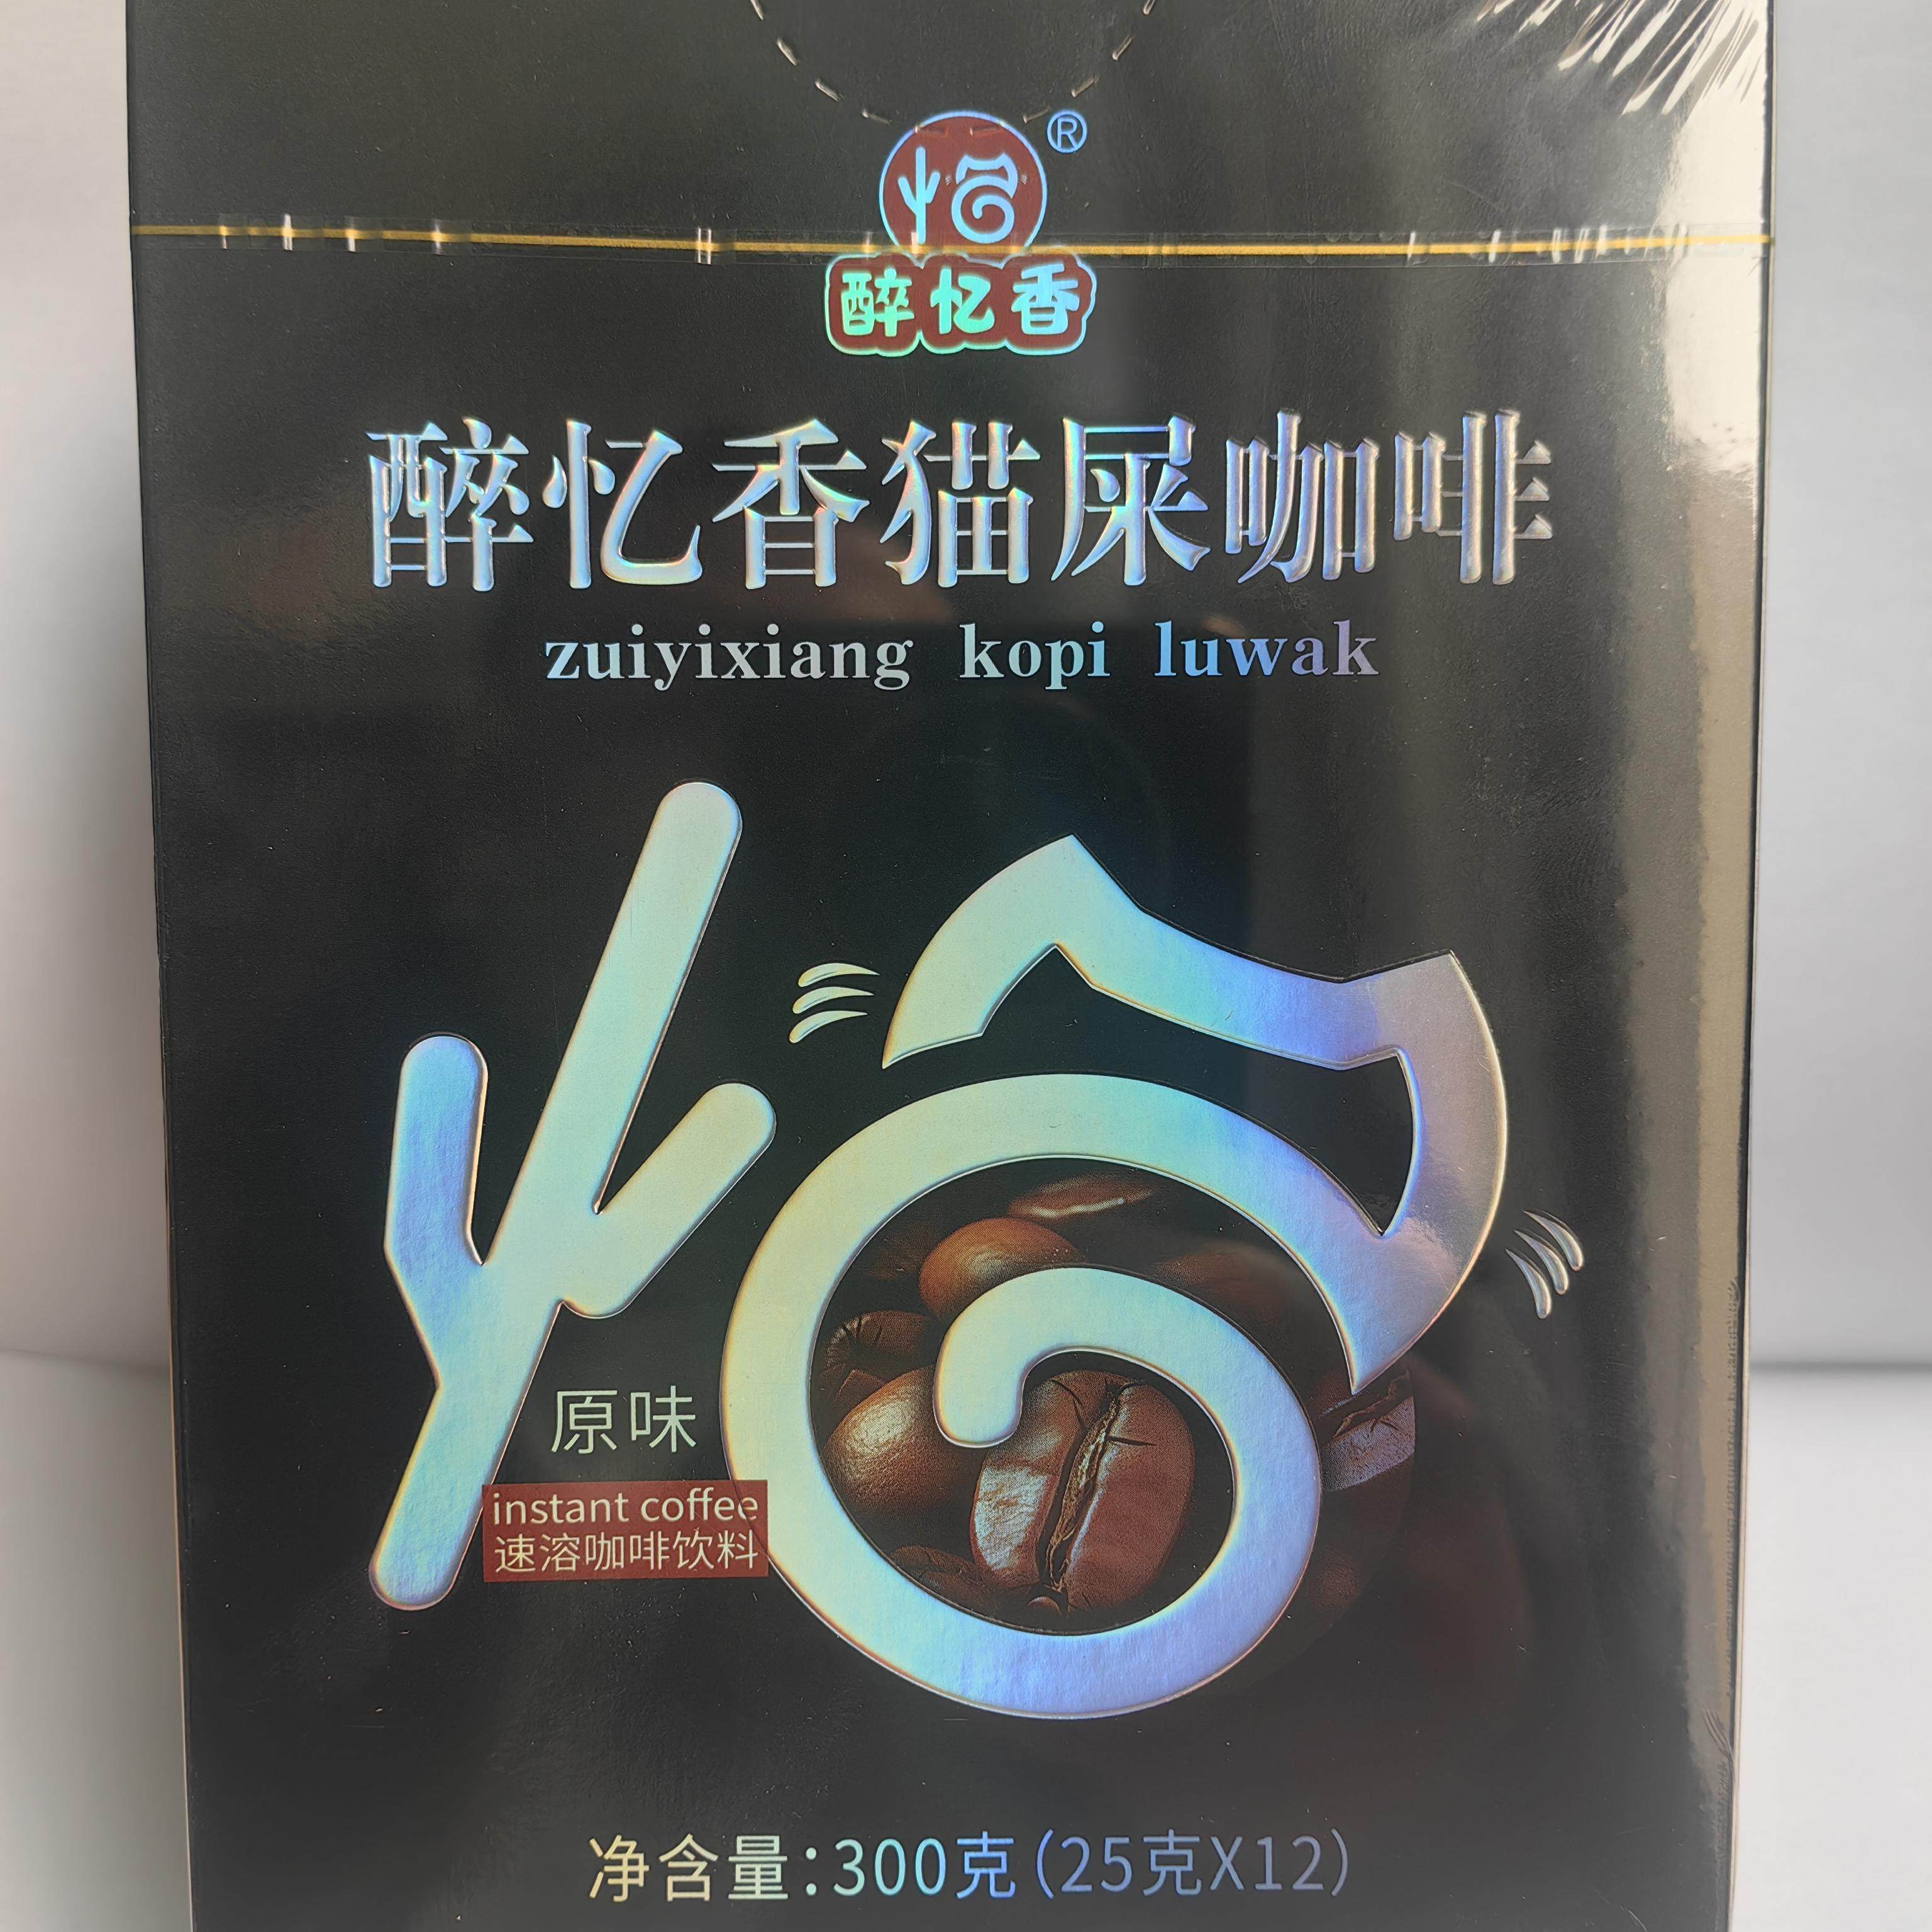 ®
醉忆香
醉忆香猫屎咖啡
zuiyixiang kopi luwak
原味
instant coffee
速溶咖啡饮料
净含量:300克(25克X12)